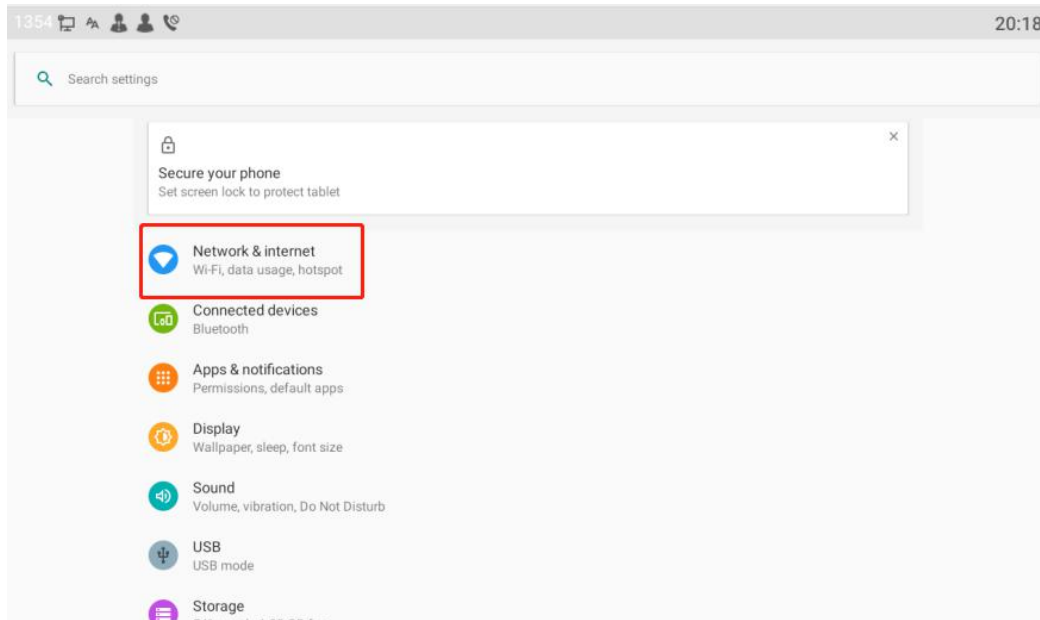 1354 AA 20:18
Search settings
Secure your phone
Set screen lock to protect tablet
Network & internet
Wi-Fi, data usage, hotspot
Connected devices
Bluetooth
Apps & notifications
Permissions, default apps
Display
Wallpaper, sleep, font size
Sound
Volume, vibration, Do Not Disturb
USB
USB mode
Storage